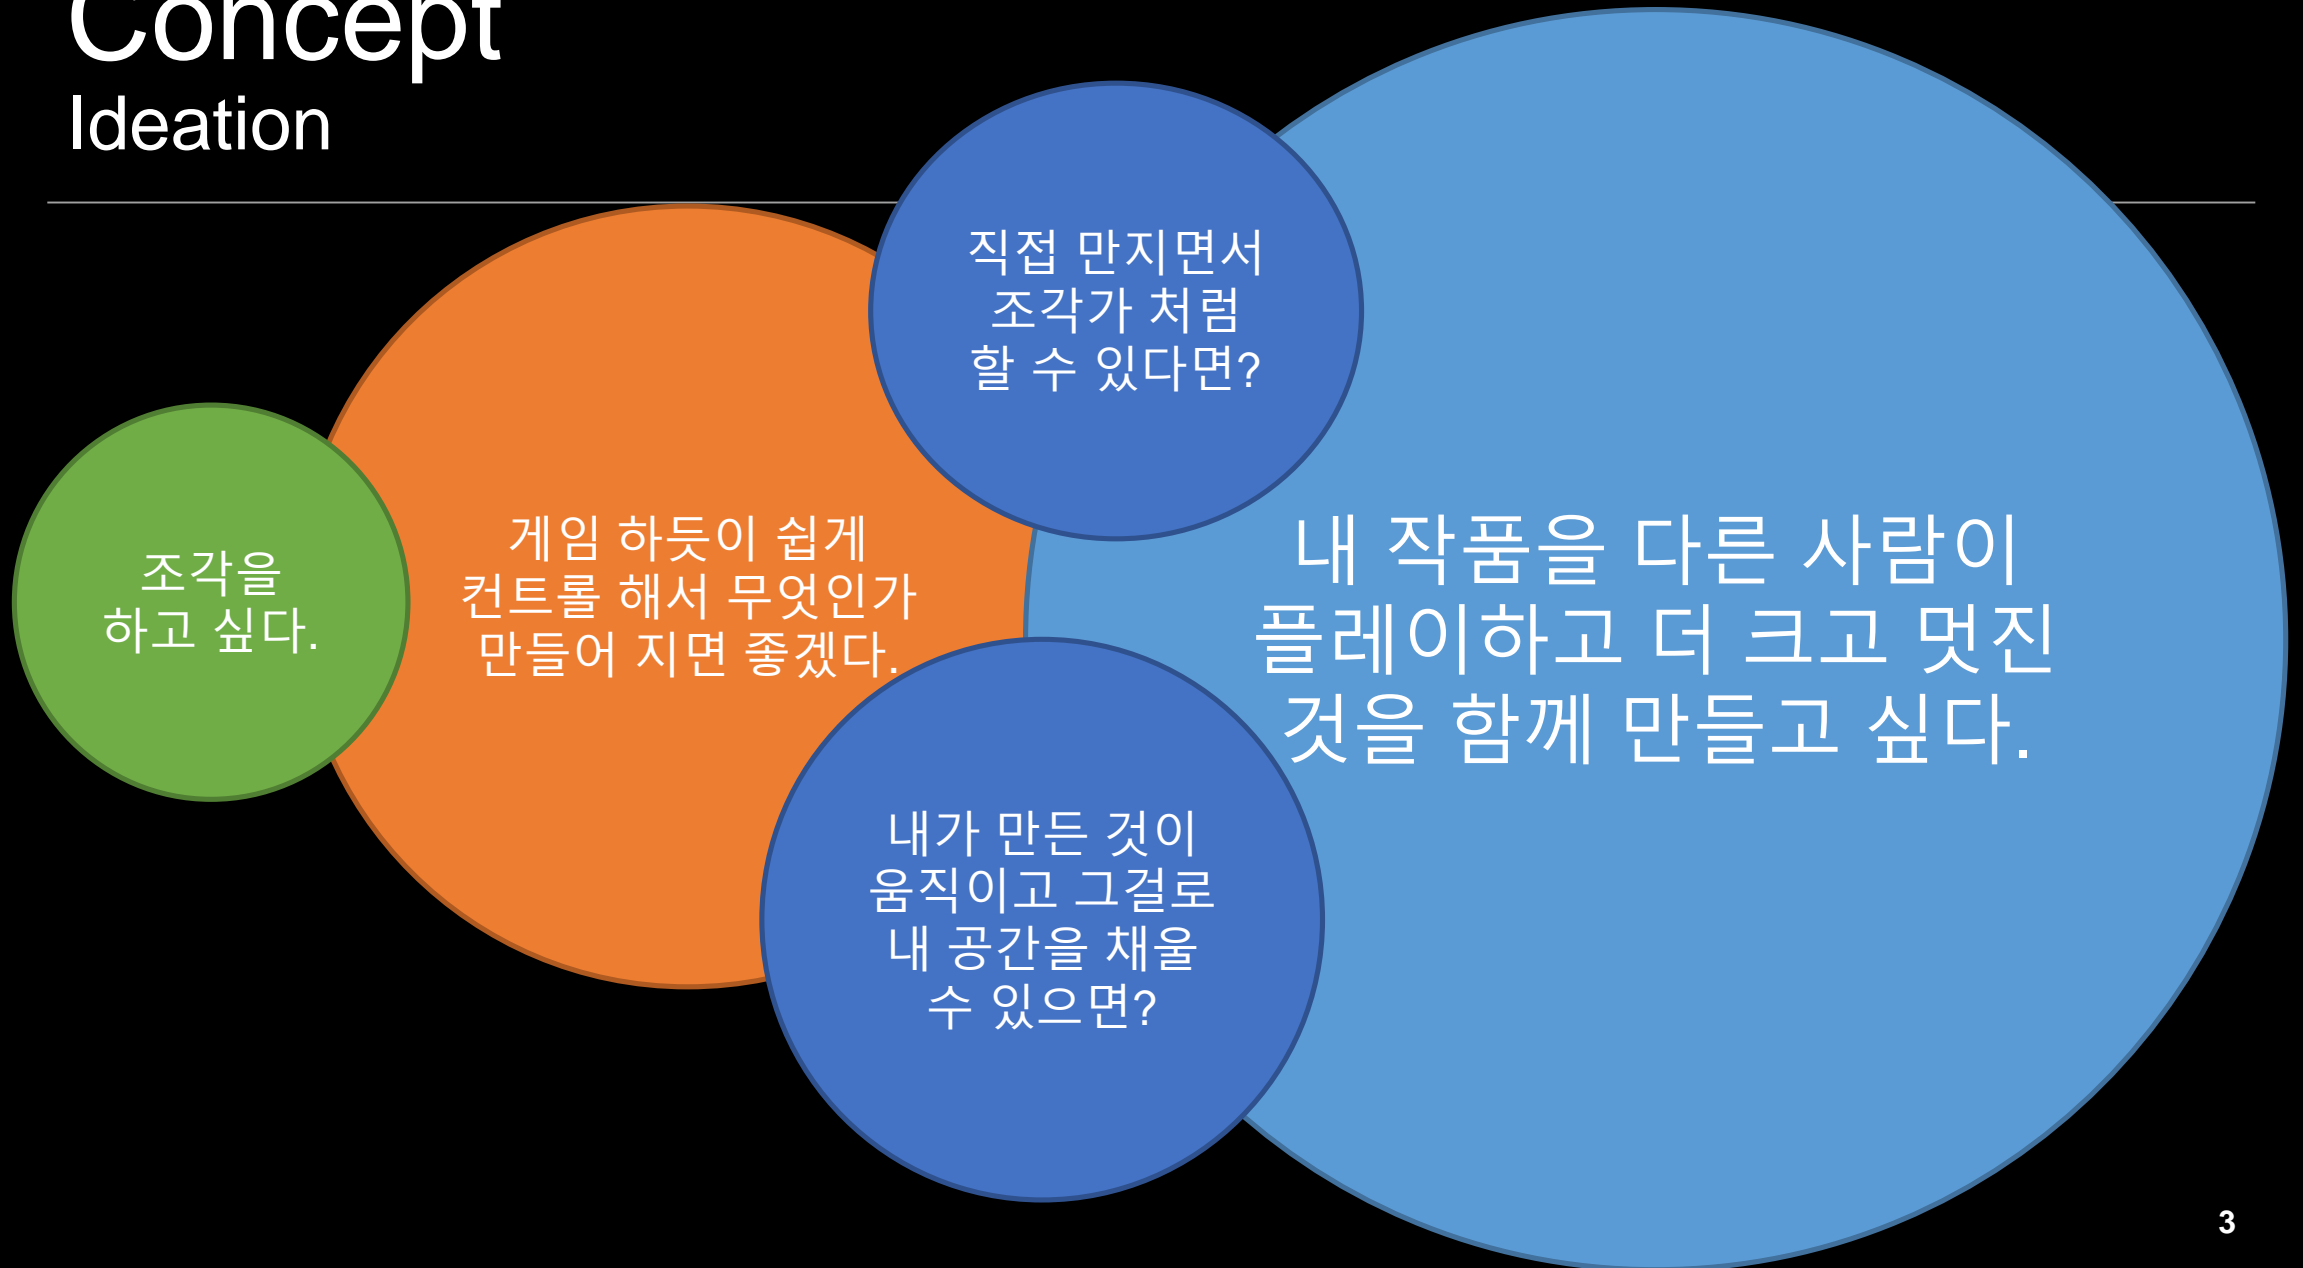 Concept
Ideation
조각을
하고 싶다.
게임 하듯이 쉽게
컨트롤 해서 무엇인가
만들어 지면 좋겠다.
직접 만지면서
조각가 처럼
할 수 있다면?
내가 만든 것이
움직이고 그걸로
내 공간을 채울
수 있으면?
내 작품을 다른 사람이
플레이하고 더 크고 멋진
것을 함께 만들고 싶다.
3